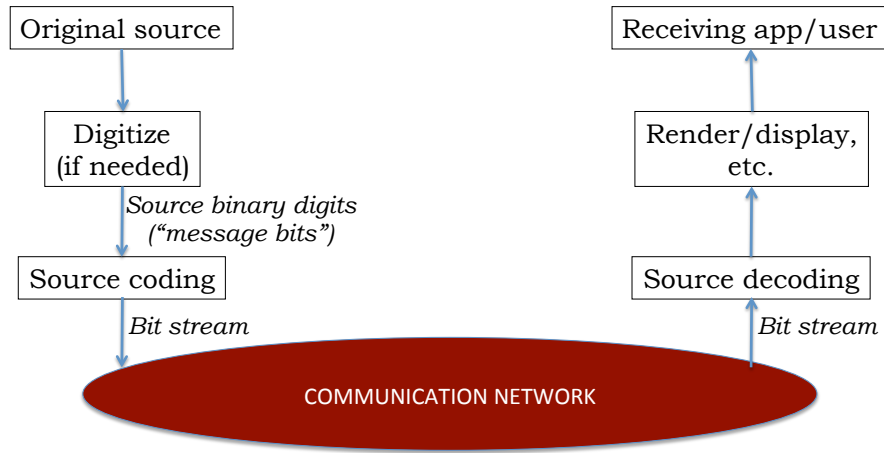 Original source
Digitize
(if needed)
Source binary digits
(“message bits”)
Source coding
Bit stream
Receiving app/user
Render/display,
etc.
Source decoding
Bit stream
COMMUNICATION NETWORK